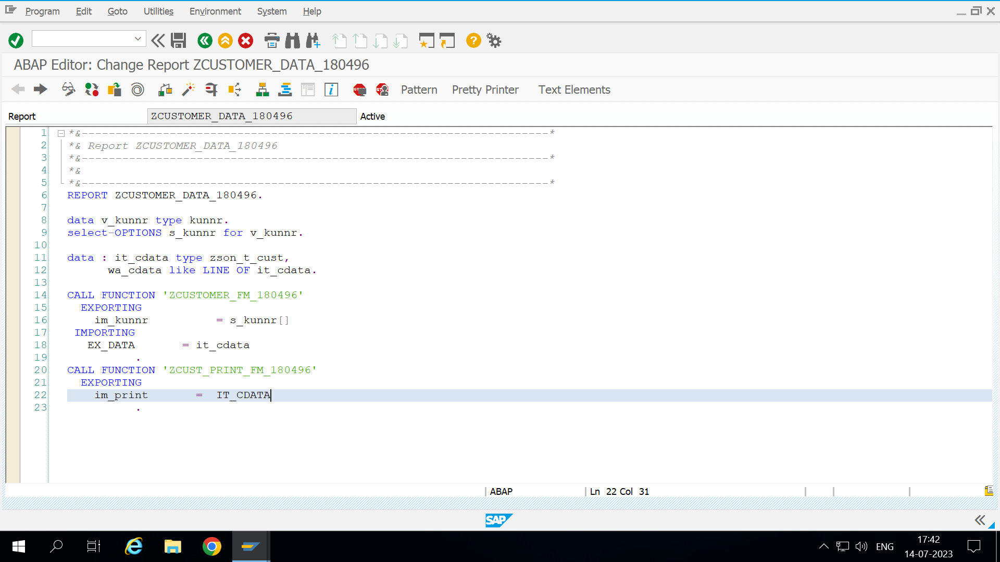 Program Edit Goto Utilities Environment System Help
ABAP Editor: Change Report ZCUSTOMER_DATA_180496
Pattern Pretty Printer Text Elements
Report ZCUSTOMER_DATA_180496 Active
1 *&---------------------------------------------------------------------*
2 *& Report ZCUSTOMER_DATA_180496
3 *&---------------------------------------------------------------------*
4 *&
5 *&---------------------------------------------------------------------*
6 REPORT ZCUSTOMER_DATA_180496.
7
8 data v_kunnr type kunnr.
9 select-OPTIONS s_kunnr for v_kunnr.
10
11 data : it_cdata type zson_t_cust,
12 wa_cdata like LINE OF it_cdata.
13
14 CALL FUNCTION 'ZCUSTOMER_FM_180496'
15 EXPORTING
16 im_kunnr = s_kunnr[]
17 IMPORTING
18 EX_DATA = it_cdata
19 .
20 CALL FUNCTION 'ZCUST_PRINT_FM_180496'
21 EXPORTING
22 im_print = IT_CDATA
23 .
ABAP Ln 22 Col 31
SAP
ENG
17:42
14-07-2023